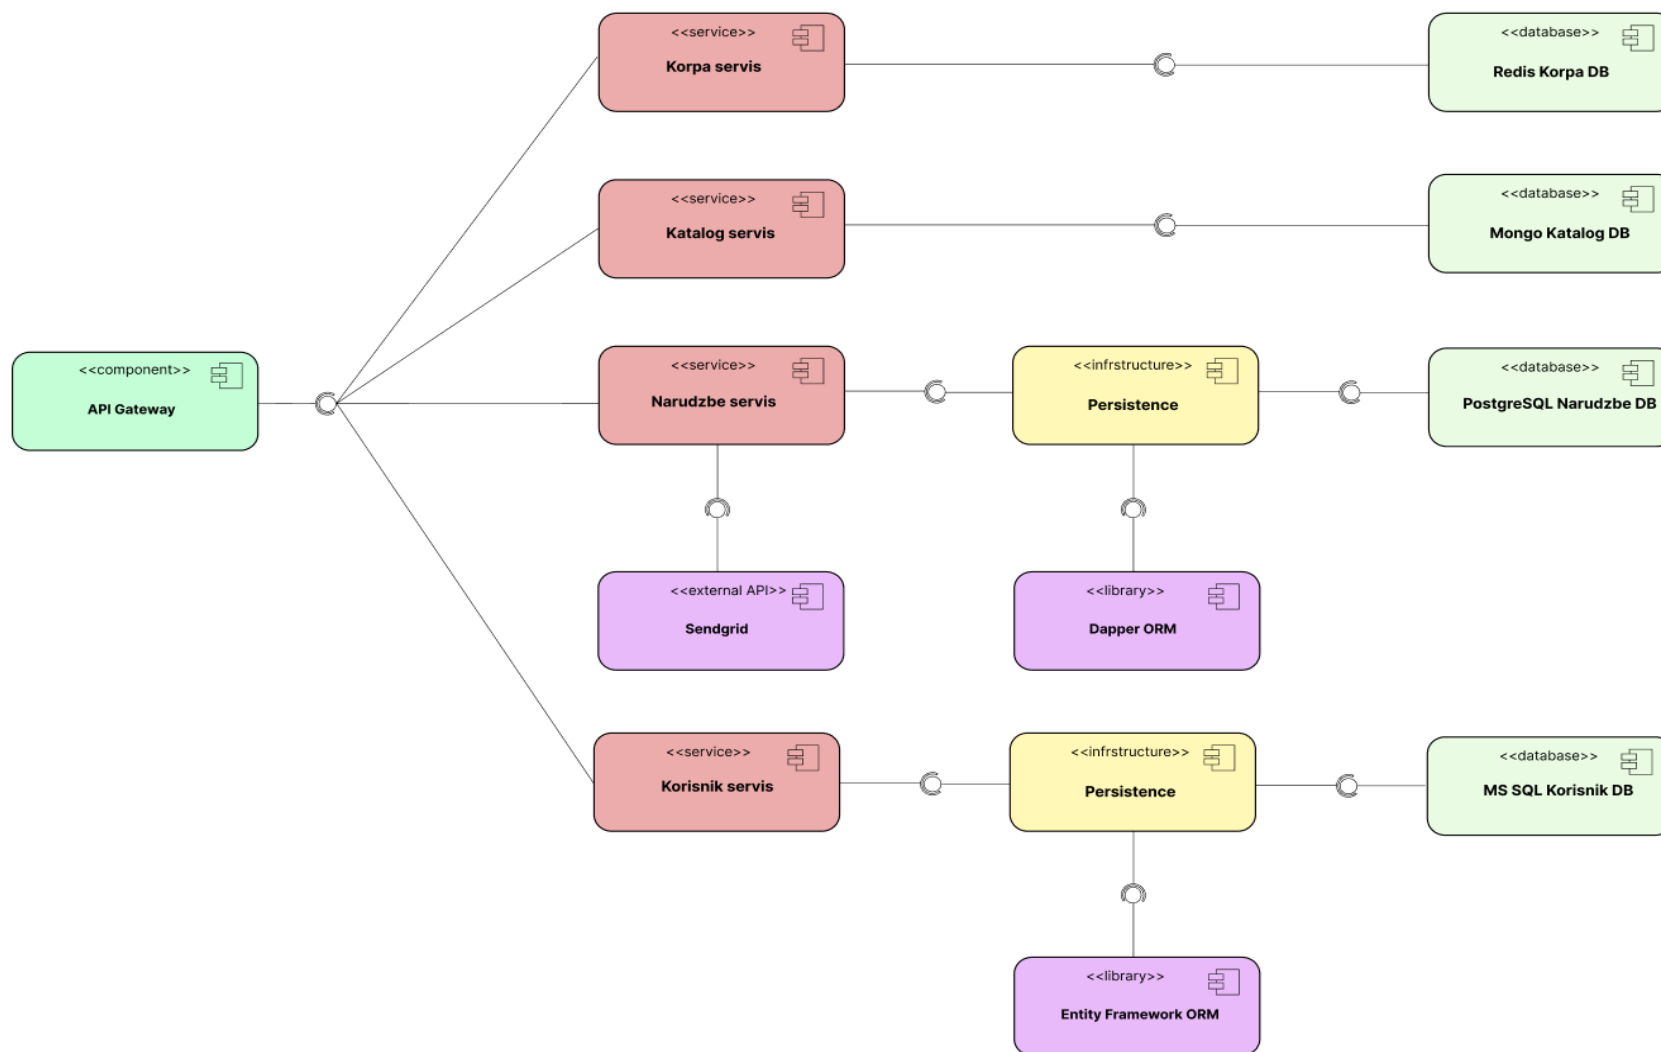 <<service>>
Korpa servis
<<database>>
Redis Korpa DB
<<service>>
Katalog servis
<<database>>
Mongo Katalog DB
<<component>>
API Gateway
<<service>>
Narudzbe servis
<<infrstructure>>
Persistence
<<database>>
PostgreSQL Narudzbe DB
<<external API>>
Sendgrid
<<library>>
Dapper ORM
<<service>>
Korisnik servis
<<infrstructure>>
Persistence
<<database>>
MS SQL Korisnik DB
<<library>>
Entity Framework ORM